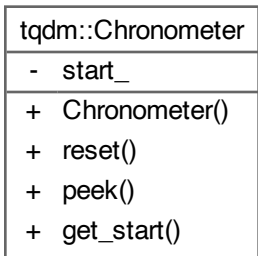 tqdm::Chronometer
- start_
+ Chronometer()
+ reset()
+ peek()
+ get_start()